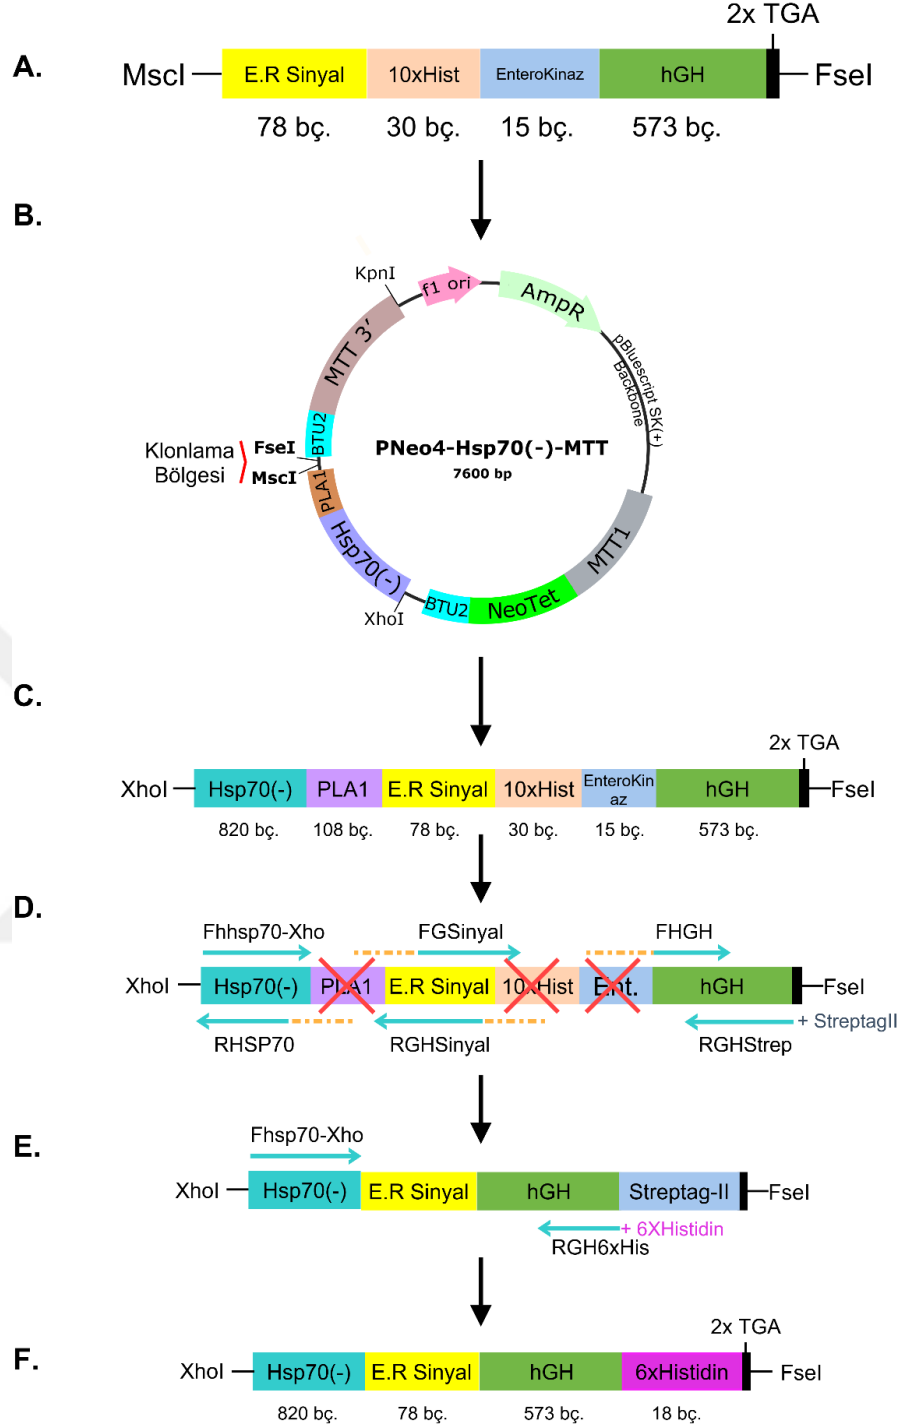 2x TGA
A.
MscI
E.R Sinyal
10xHist
EnteroKinaz
hGH
FseI
78 bç.
30 bç.
15 bç.
573 bç.
B.
KpnI
f1 ori
AmpR
MTT 3’
pBluescript SK(+)
Backbone
BTU2
Klonlama
Bölgesi
FseI
MscI
PNeo4-Hsp70(-)-MTT
7600 bp
PLA1
Hsp70(-)
MTT1
XhoI
BTU2
NeoTet
C.
2x TGA
XhoI
Hsp70(-)
PLA1
E.R Sinyal
10xHist
EnteroKin
az
hGH
FseI
820 bç.
108 bç.
78 bç.
30 bç.
15 bç.
573 bç.
D.
Fhhsp70-Xho
FGSinyal
FHGH
XhoI
Hsp70(-)
PLA1
E.R Sinyal
10xHist
Ent.
hGH
FseI
+ StreptagII
RHSP70
RGHSinyal
RGHStrep
E.
Fhsp70-Xho
XhoI
Hsp70(-)
E.R Sinyal
hGH
Streptag-II
FseI
+ 6XHistidin
RGH6xHis
2x TGA
F.
XhoI
Hsp70(-)
E.R Sinyal
hGH
6xHistidin
FseI
820 bç.
78 bç.
573 bç.
18 bç.